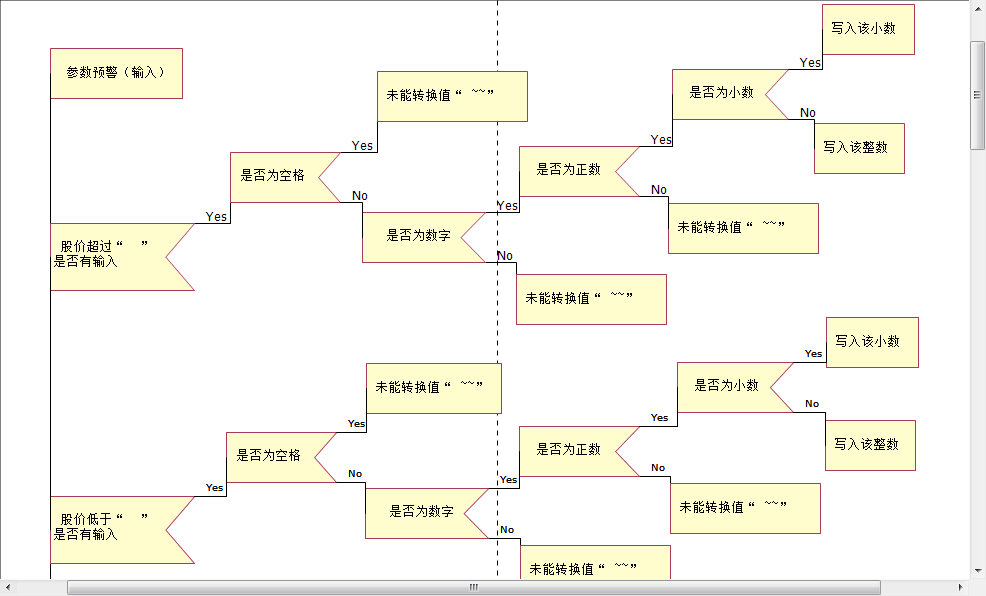 写入该小数
参数预警（输入）
Yes
未能转换值“ ~~”
是否为小数
No
写入该整数
Yes
Yes
是否为空格
是否为正数
No
No
Yes
Yes
未能转换值“ ~~”
是否为数字
股价超过“ ”
是否有输入
No
未能转换值“ ~~”
写入该小数
Yes
未能转换值“ ~~”
是否为小数
No
Yes
Yes
写入该整数
是否为空格
是否为正数
No
No
Yes
Yes
未能转换值“ ~~”
是否为数字
股价低于“ ”
是否有输入
No
未能转换值“ ~~”